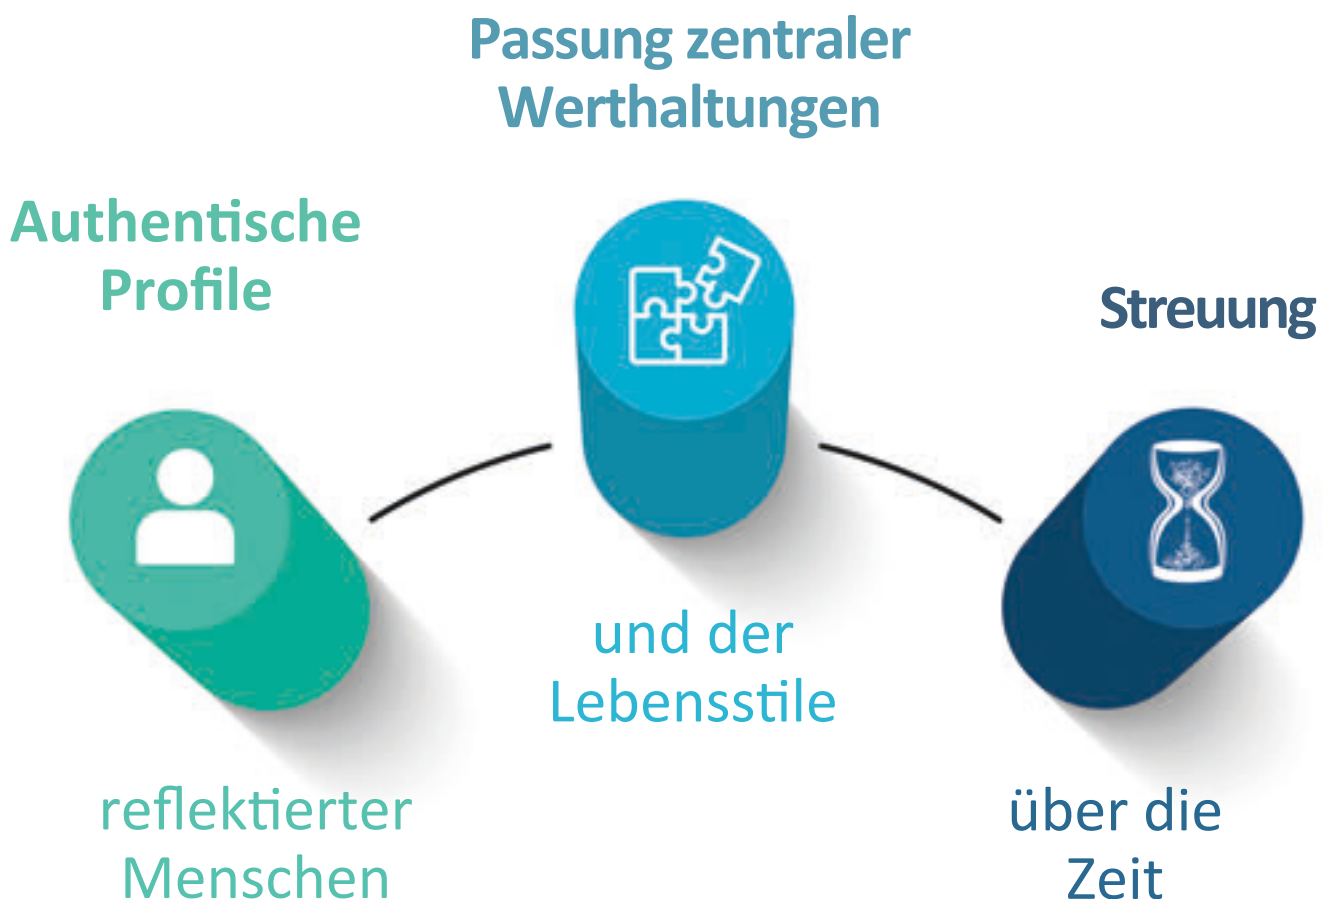 Authentische
Profile
reflektierter
Menschen
Passung zentraler
Werthaltungen
und der
Lebensstile
Streuung
über die
Zeit